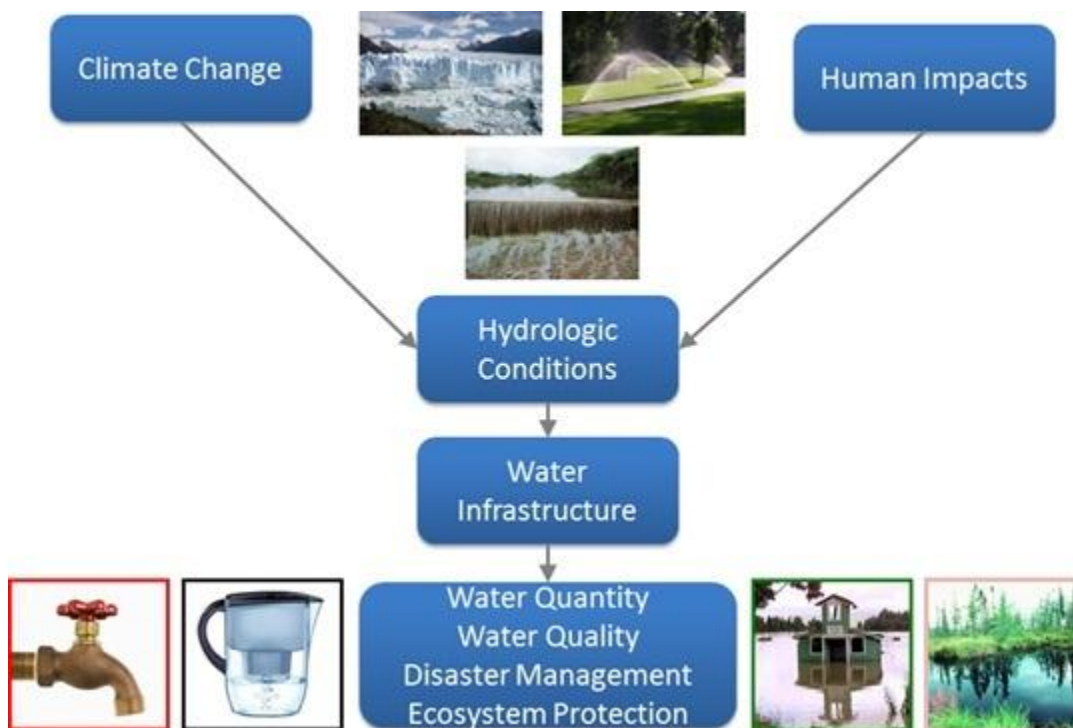 Climate Change
Human Impacts
Hydrologic
Conditions
Water
Infrastructure
Water Quantity
Water Quality
Disaster Management
Ecosystem Protection